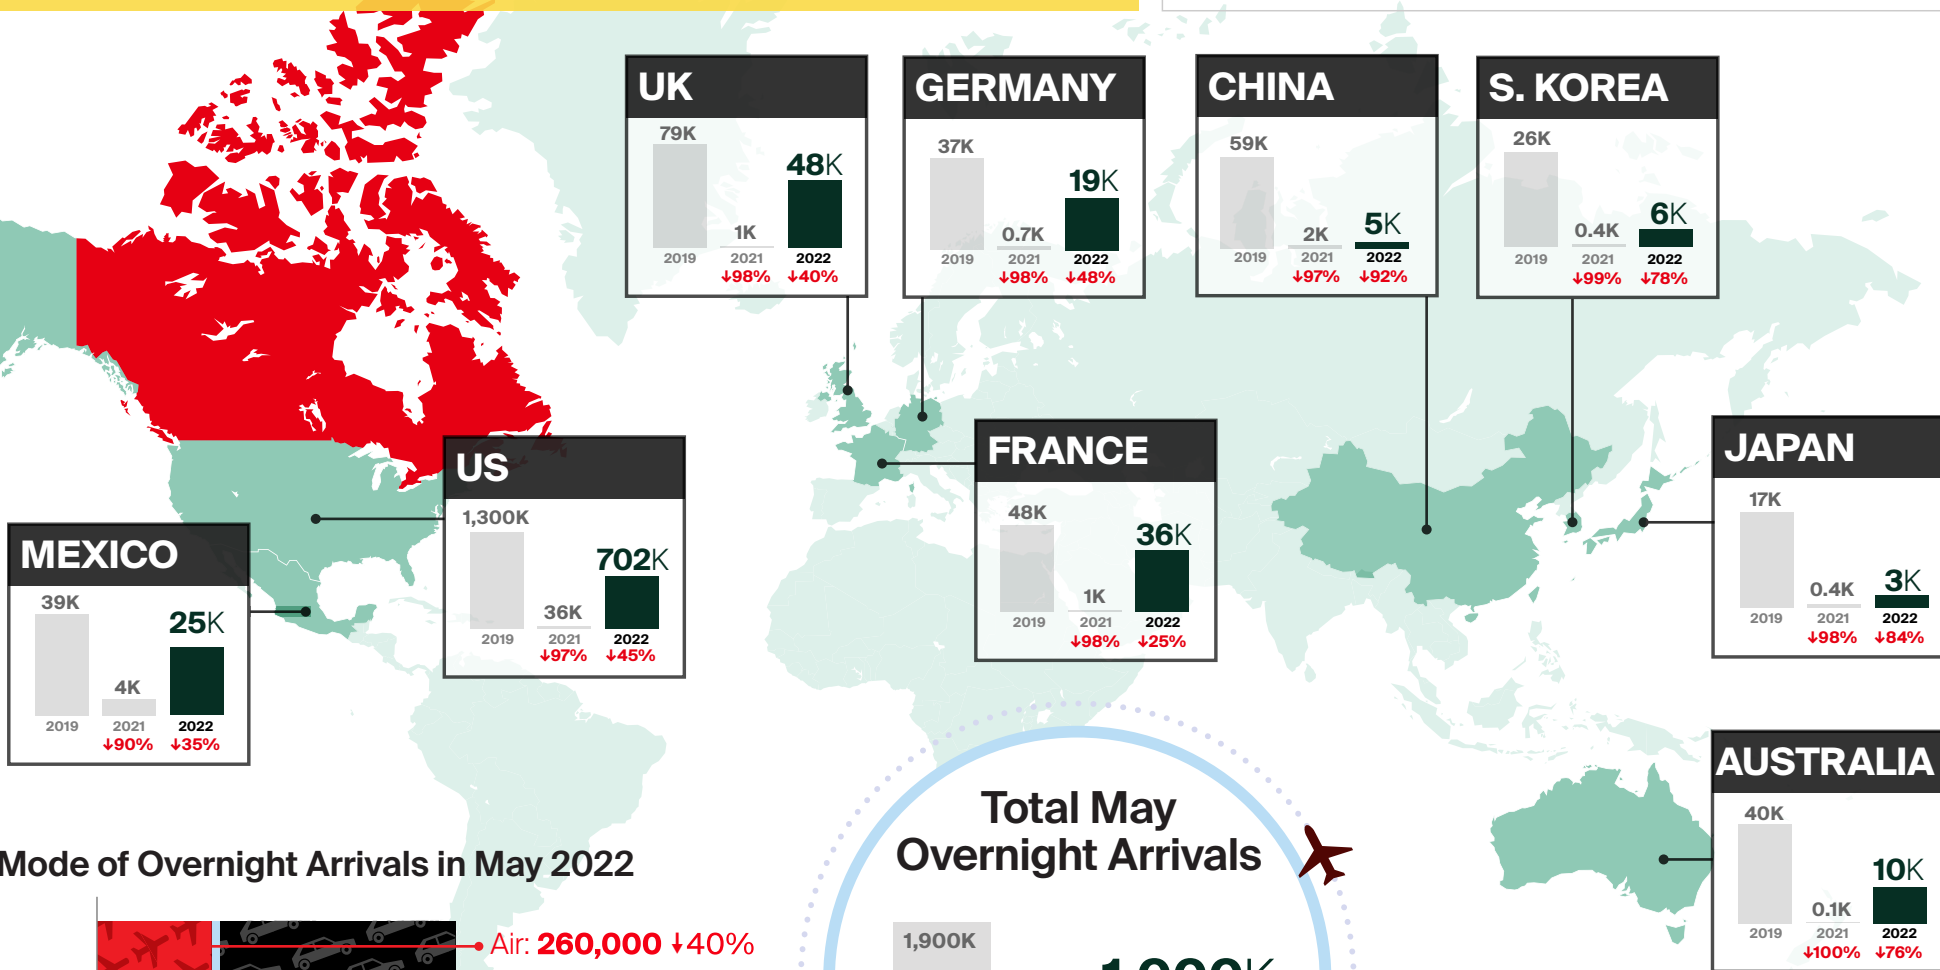 UK
79K
1K
48K
2019
2021
2022
↓98%
↓40%
GERMANY
37K
0.7K
19K
2019
2021
2022
↓98%
↓48%
CHINA
59K
2K
5K
2019
2021
2022
↓97%
↓92%
S. KOREA
26K
0.4K
6K
2019
2021
2022
↓99%
↓78%
US
1,300K
36K
702K
2019
2021
2022
↓97%
↓45%
MEXICO
39K
4K
25K
2019
2021
2022
↓90%
↓35%
FRANCE
48K
1K
36K
2019
2021
2022
↓98%
↓25%
JAPAN
17K
0.4K
3K
2019
2021
2022
↓98%
↓84%
AUSTRALIA
40K
0.1K
10K
2019
2021
2022
↓100%
↓76%
Mode of Overnight Arrivals in May 2022
Air: 260,000 ↓40%
Total May
Overnight Arrivals
1,900K